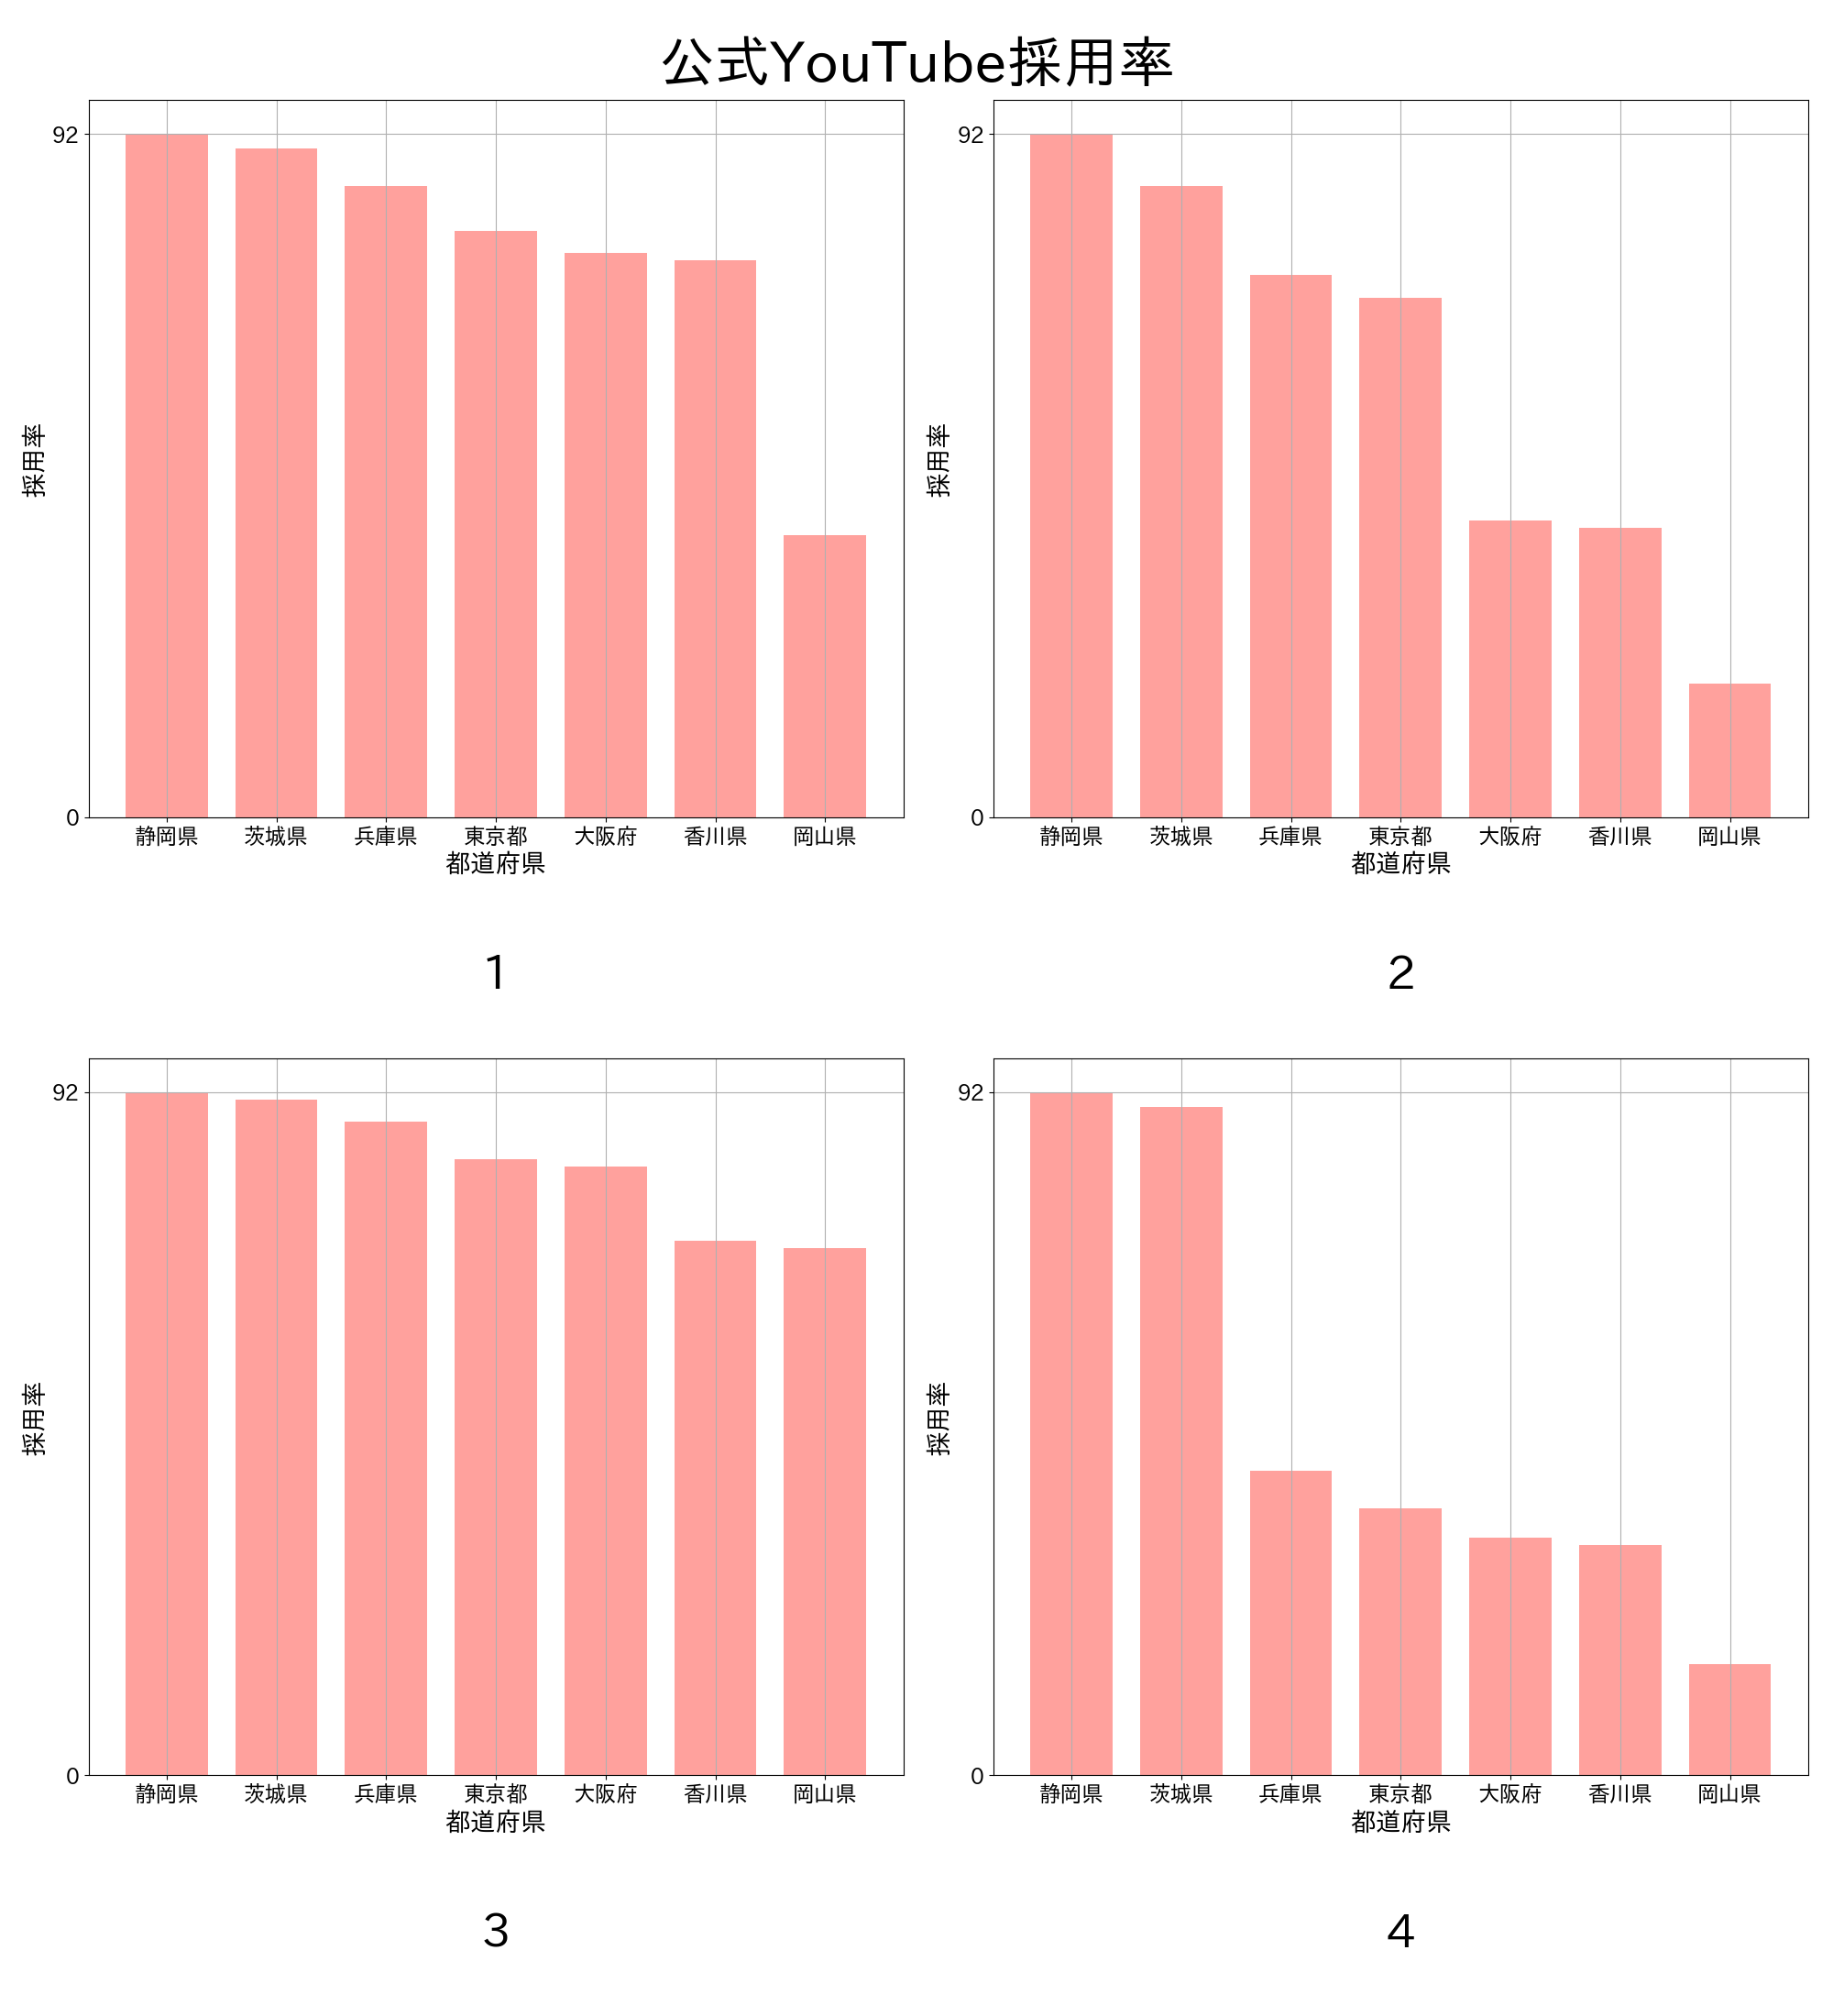 公式YouTube採用率
92
採用率
0
静岡県 茨城県 兵庫県 東京都 大阪府 香川県 岡山県
都道府県
1
92
採用率
0
静岡県 茨城県 兵庫県 東京都 大阪府 香川県 岡山県
都道府県
2
92
採用率
0
静岡県 茨城県 兵庫県 東京都 大阪府 香川県 岡山県
都道府県
3
92
採用率
0
静岡県 茨城県 兵庫県 東京都 大阪府 香川県 岡山県
都道府県
4